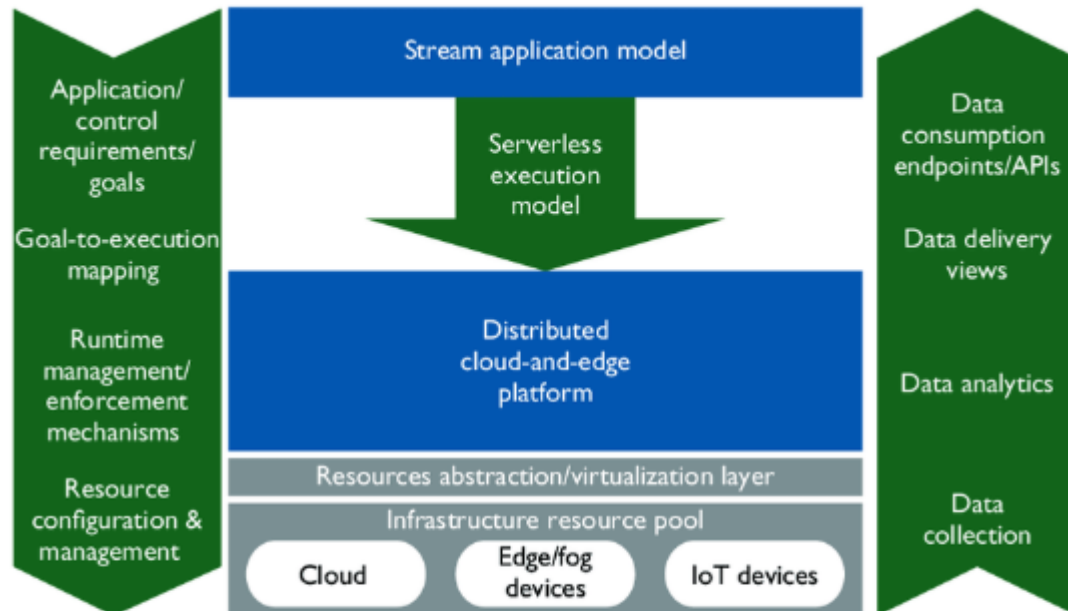 Application/
control
requirements/
goals
Goal-to-execution
mapping
Runtime
management/
enforcement
mechanisms
Resource
configuration &
management
Stream application model
Serverless
execution
model
Distributed
cloud-and-edge
platform
Resources abstraction/virtualization layer
Infrastructure resource pool
Cloud
Edge/fog
devices
IoT devices
Data
consumption
endpoints/APIs
Data delivery
views
Data analytics
Data
collection